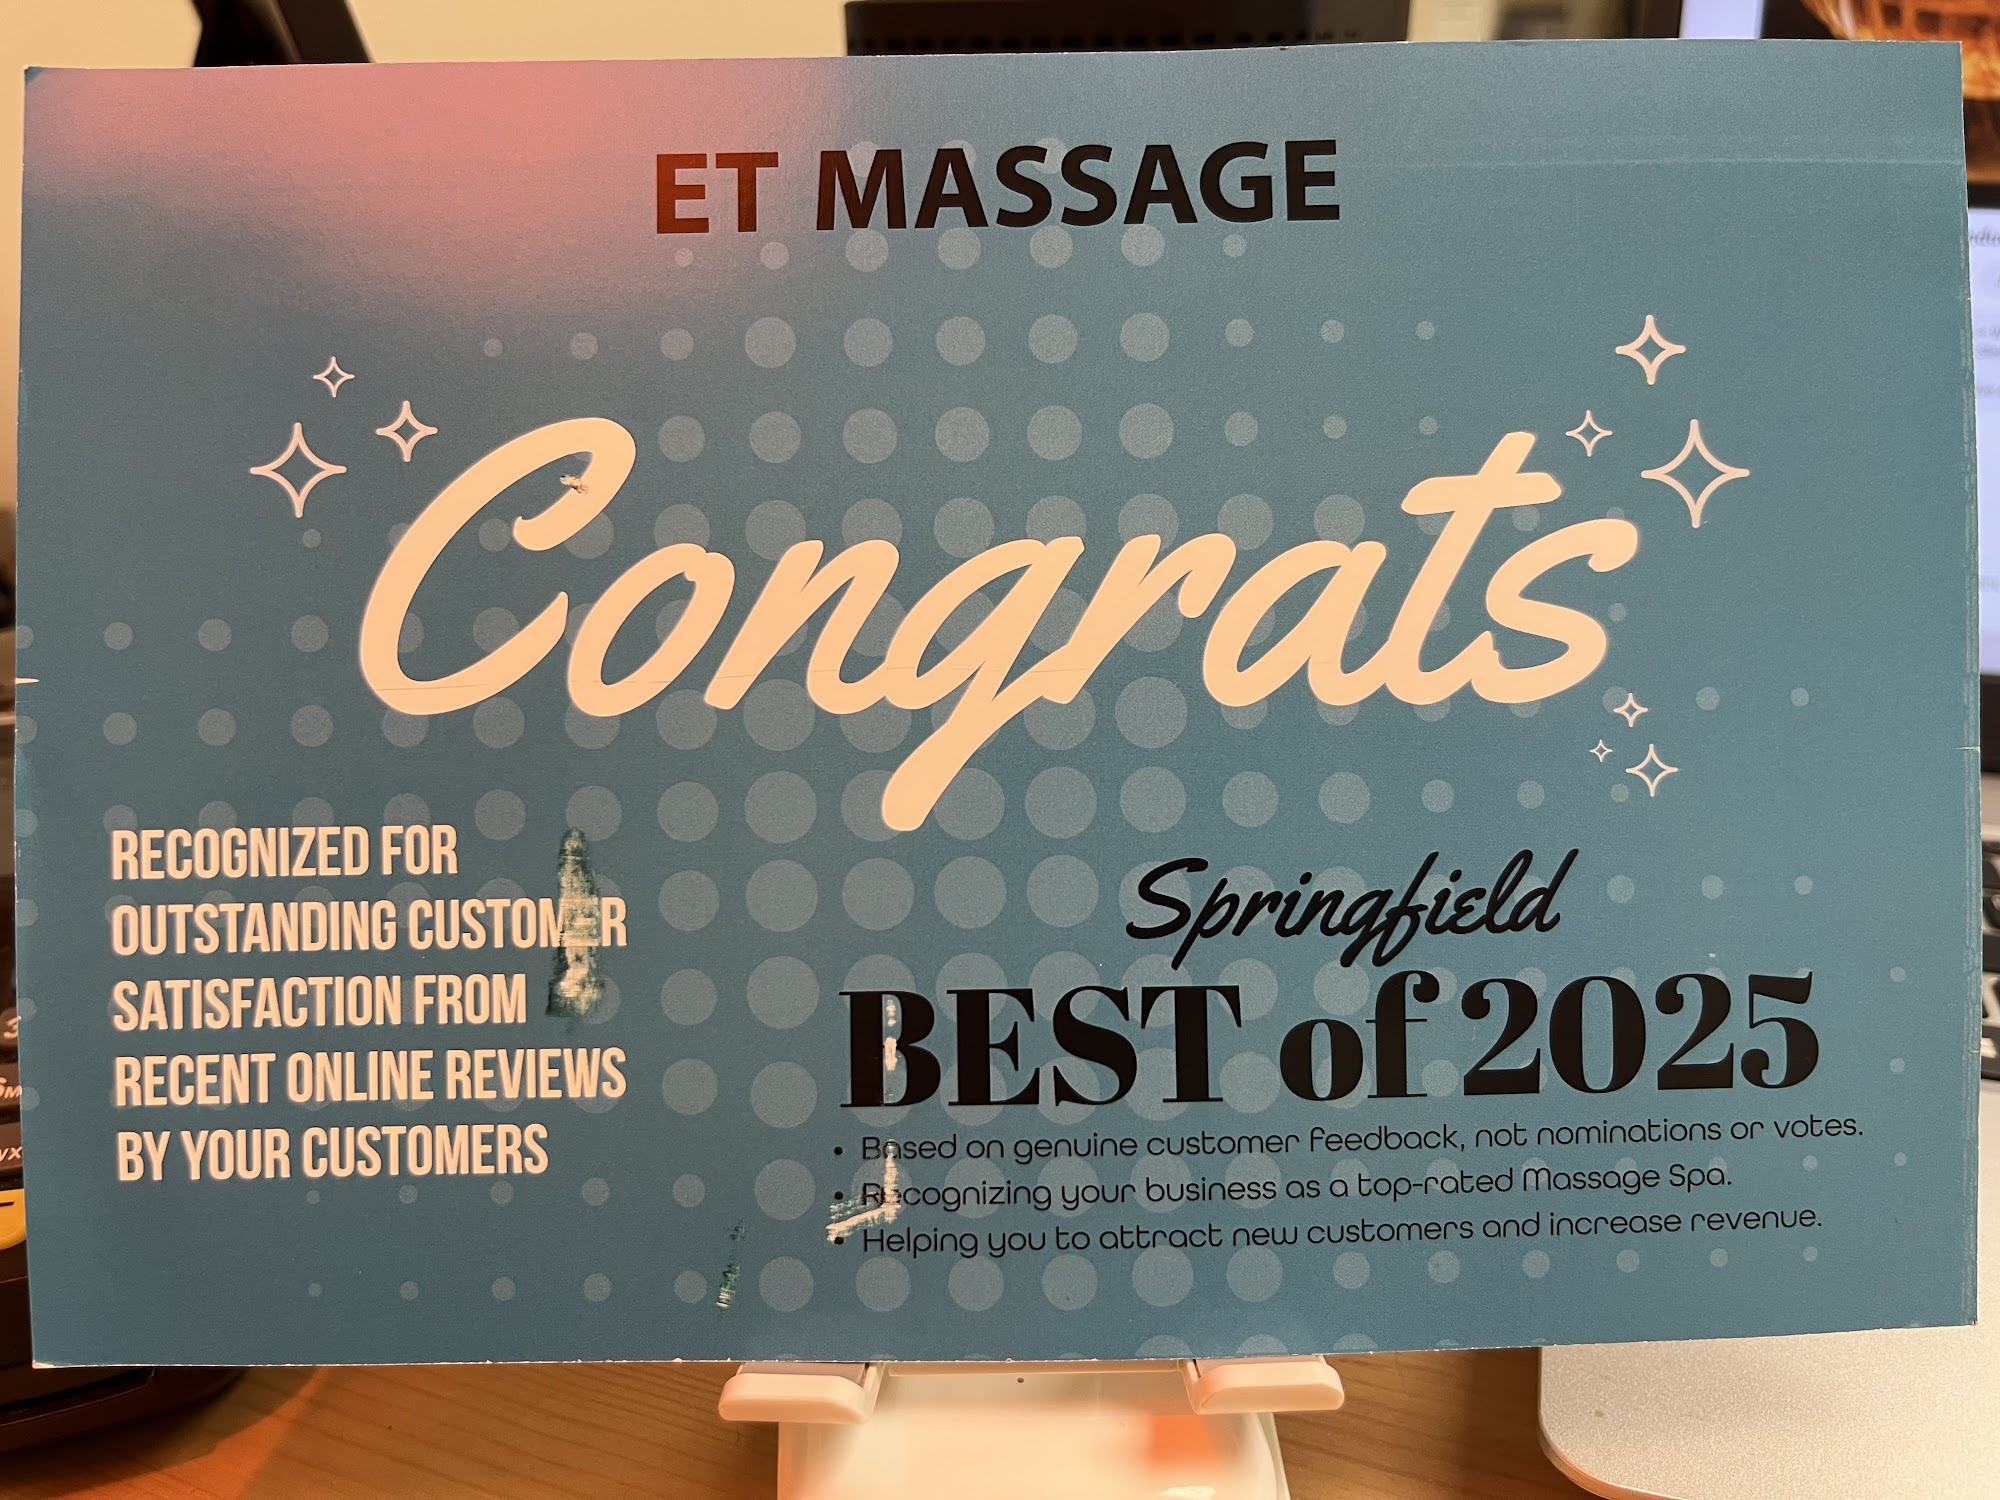 ET MASSAGE
Congrats
RECOGNIZED FOR
OUTSTANDING CUSTOMER
SATISFACTION FROM
RECENT ONLINE REVIEWS
BY YOUR CUSTOMERS
Springfield
BEST of 2025
• Based on genuine customer feedback, not nominations or votes.
• Recognizing your business as a top-rated Massage Spa.
• Helping you to attract new customers and increase revenue.